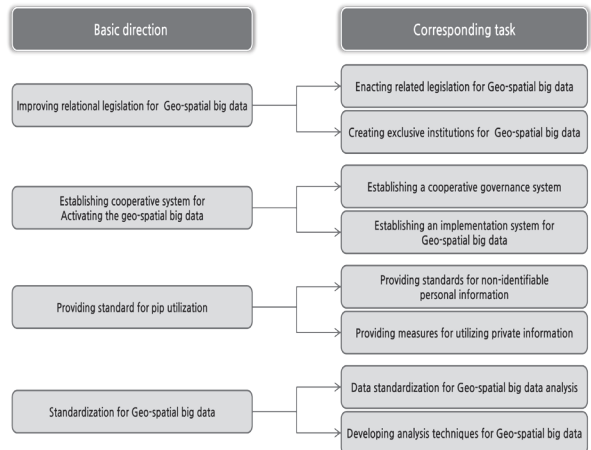 Basic direction
Corresponding task
Improving relational legislation for Geo-spatial big data
Enacting related legislation for Geo-spatial big data
Creating exclusive institutions for Geo-spatial big data
Establishing cooperative system for
Activating the geo-spatial big data
Establishing a cooperative governance system
Establishing an implementation system for
Geo-spatial big data
Providing standard for pip utilization
Providing standards for non-identifiable
personal information
Providing measures for utilizing private information
Standardization for Geo-spatial big data
Data standardization for Geo-spatial big data analysis
Developing analysis techniques for Geo-spatial big data